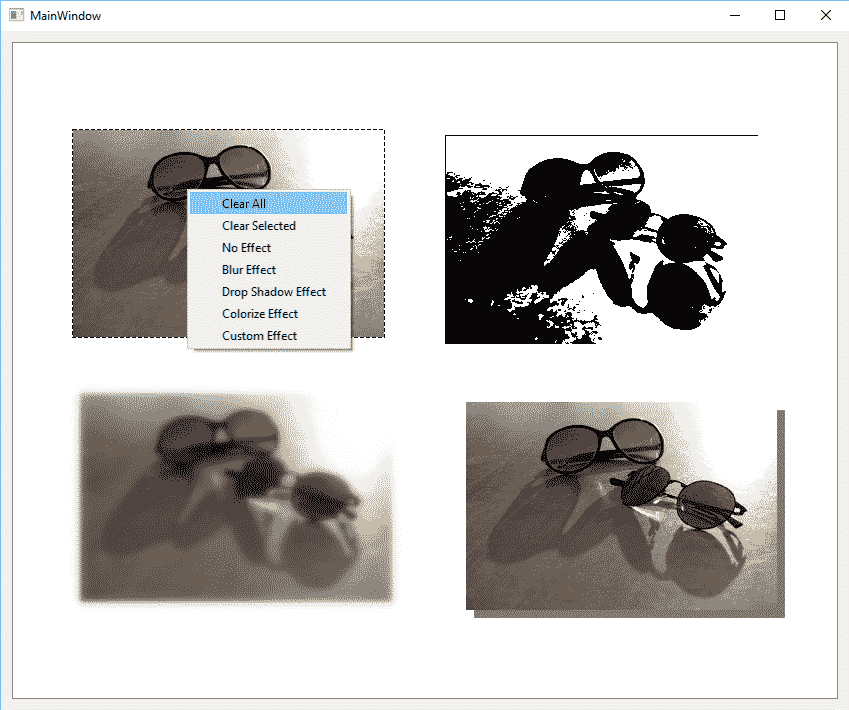 MainWindow
Clear All
Clear Selected
No Effect
Blur Effect
Drop Shadow Effect
Colorize Effect
Custom Effect